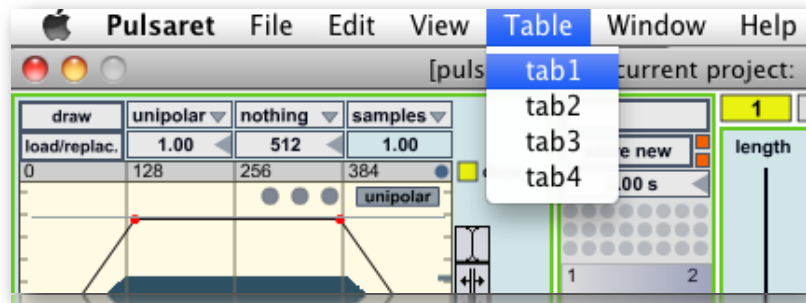 Pulsaret File Edit View Table Window Help
[puls current project:
tab1
tab2
tab3
tab4
draw unipolar nothing samples
load/replac. 1.00 512 1.00
0 128 256 384
unipolar
new
.00 s
1 2
1
length